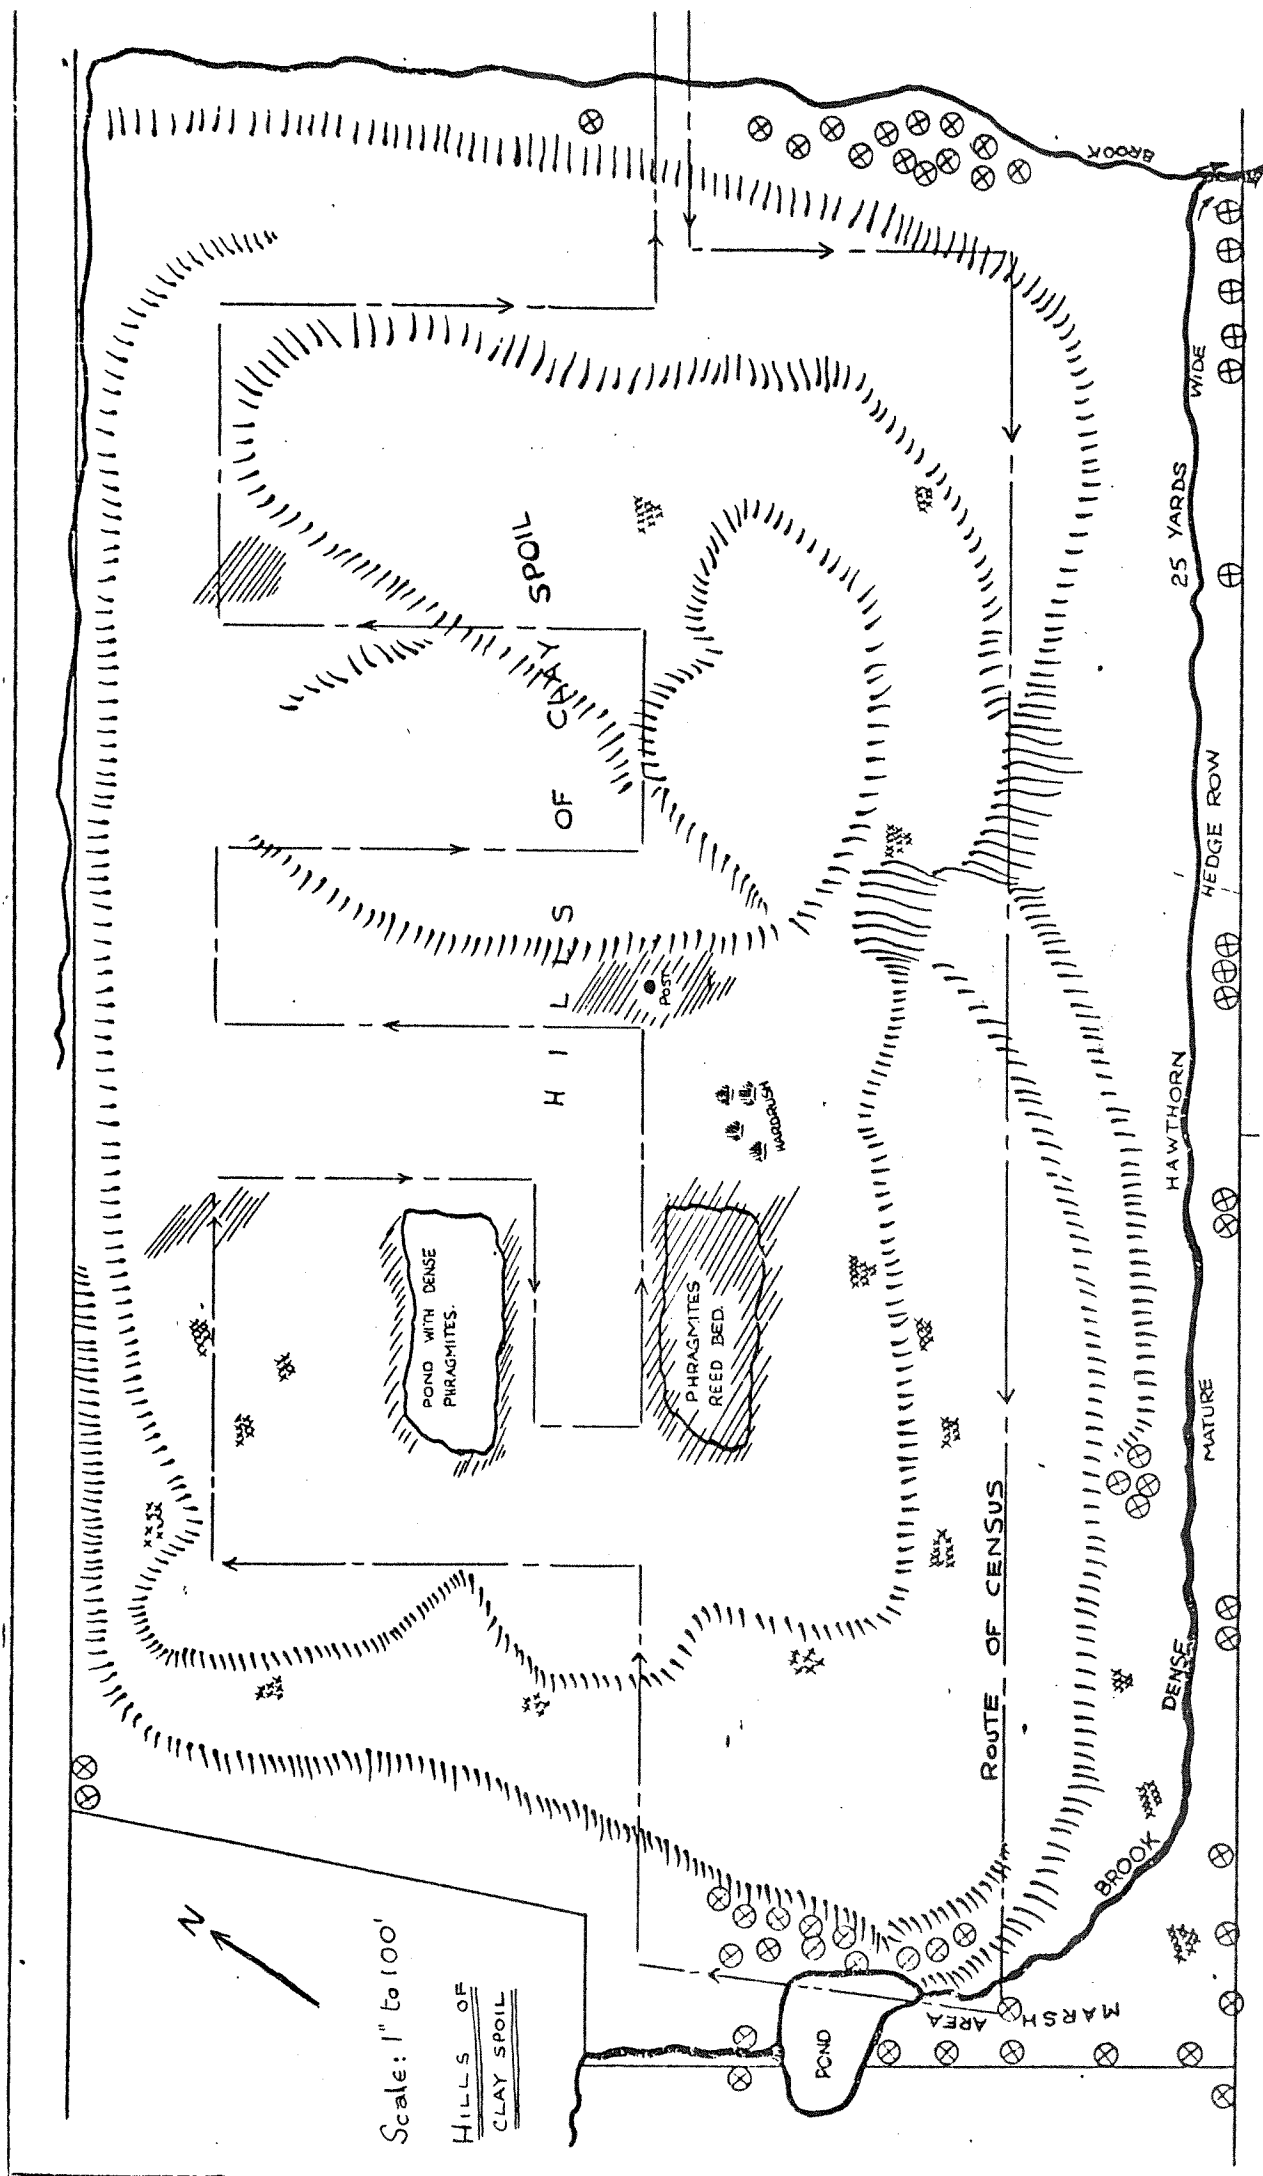 Scale: 1" to 100'
HILLS OF
CLAY SPOIL
N
POND
MARSH
AREA
BROOK
DENSE
MATURE
HAWTHORN
HEDGE ROW
25 YARDS
WIDE
BROOK
ROUTE OF CENSUS
POND WITH DENSE
PHRAGMITES.
PHRAGMITES
REED BED.
HARDRUSH
POST
HILLS OF CLAY SPOIL